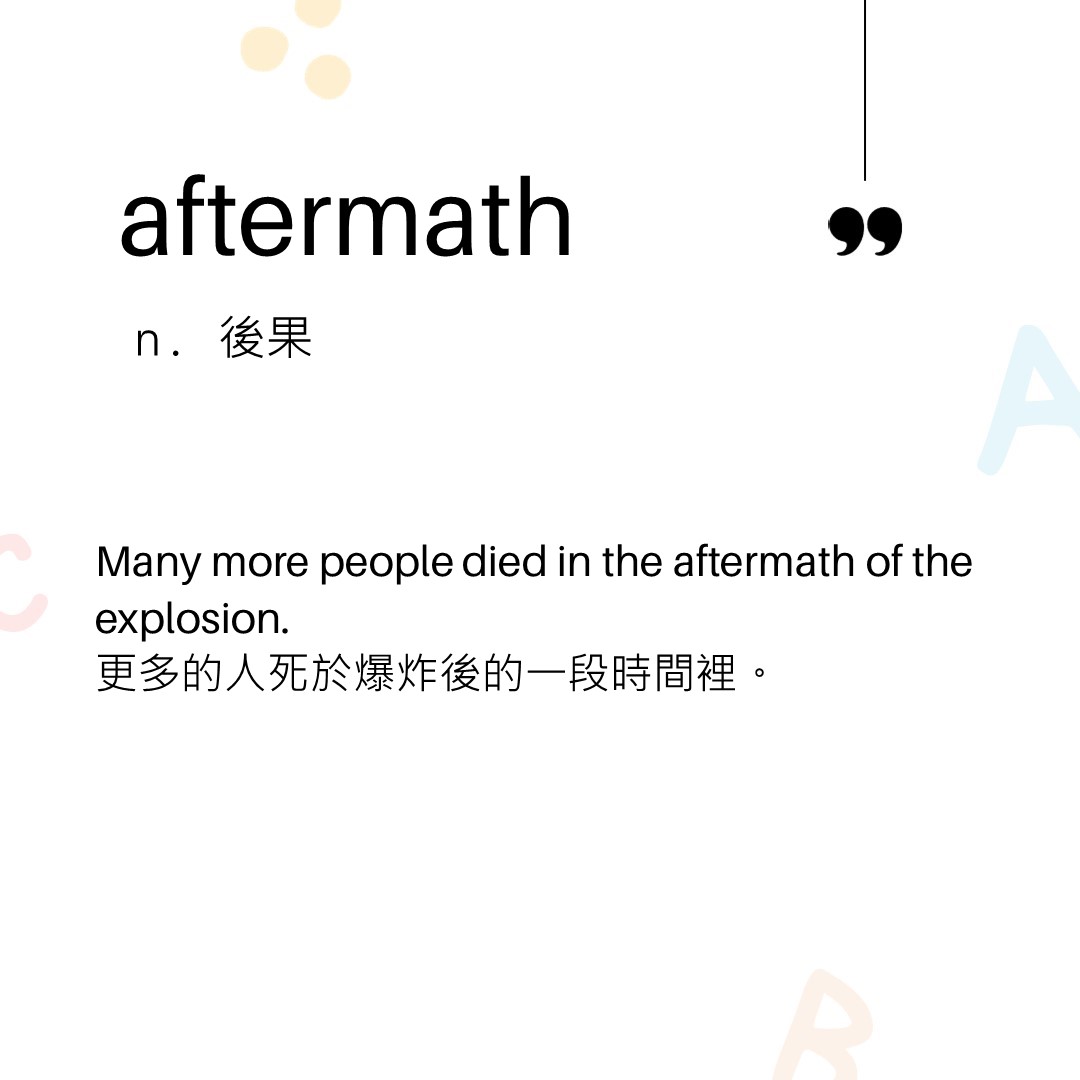 aftermath
”
n. 後果
A
C
Many more people died in the aftermath of the
explosion.
更多的人死於爆炸後的一段時間裡。
B